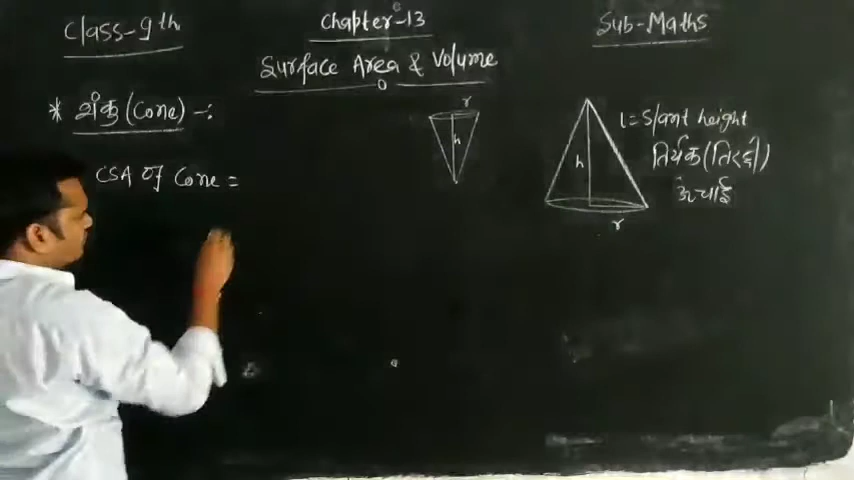 Class-9th
Chapter-13
Sub-Maths
Surface Area & Volume
* शंकु (Cone) -:
CSA of Cone =
r
h
h
r
l = Slant height
तिर्यक (तिरछी)
ऊंचाई